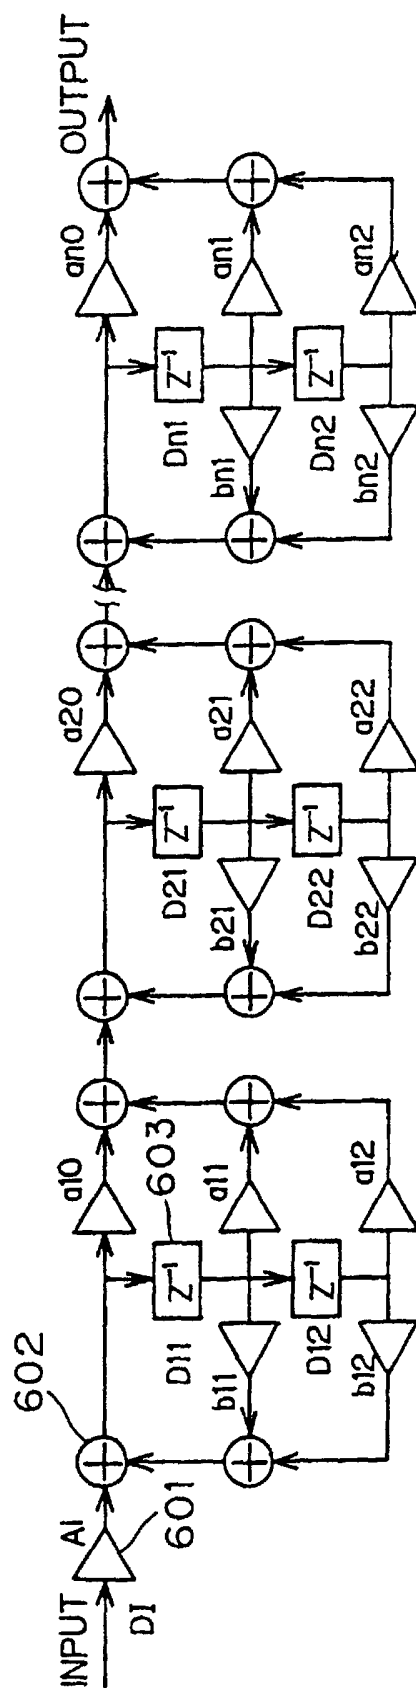 INPUT
DI
A1
601
602
a10
603
Z⁻¹
D11
b11
a11
Z⁻¹
D12
b12
a12
a20
Z⁻¹
D21
b21
a21
Z⁻¹
D22
b22
a22
an0
OUTPUT
Z⁻¹
Dn1
bn1
an1
Z⁻¹
Dn2
bn2
an2